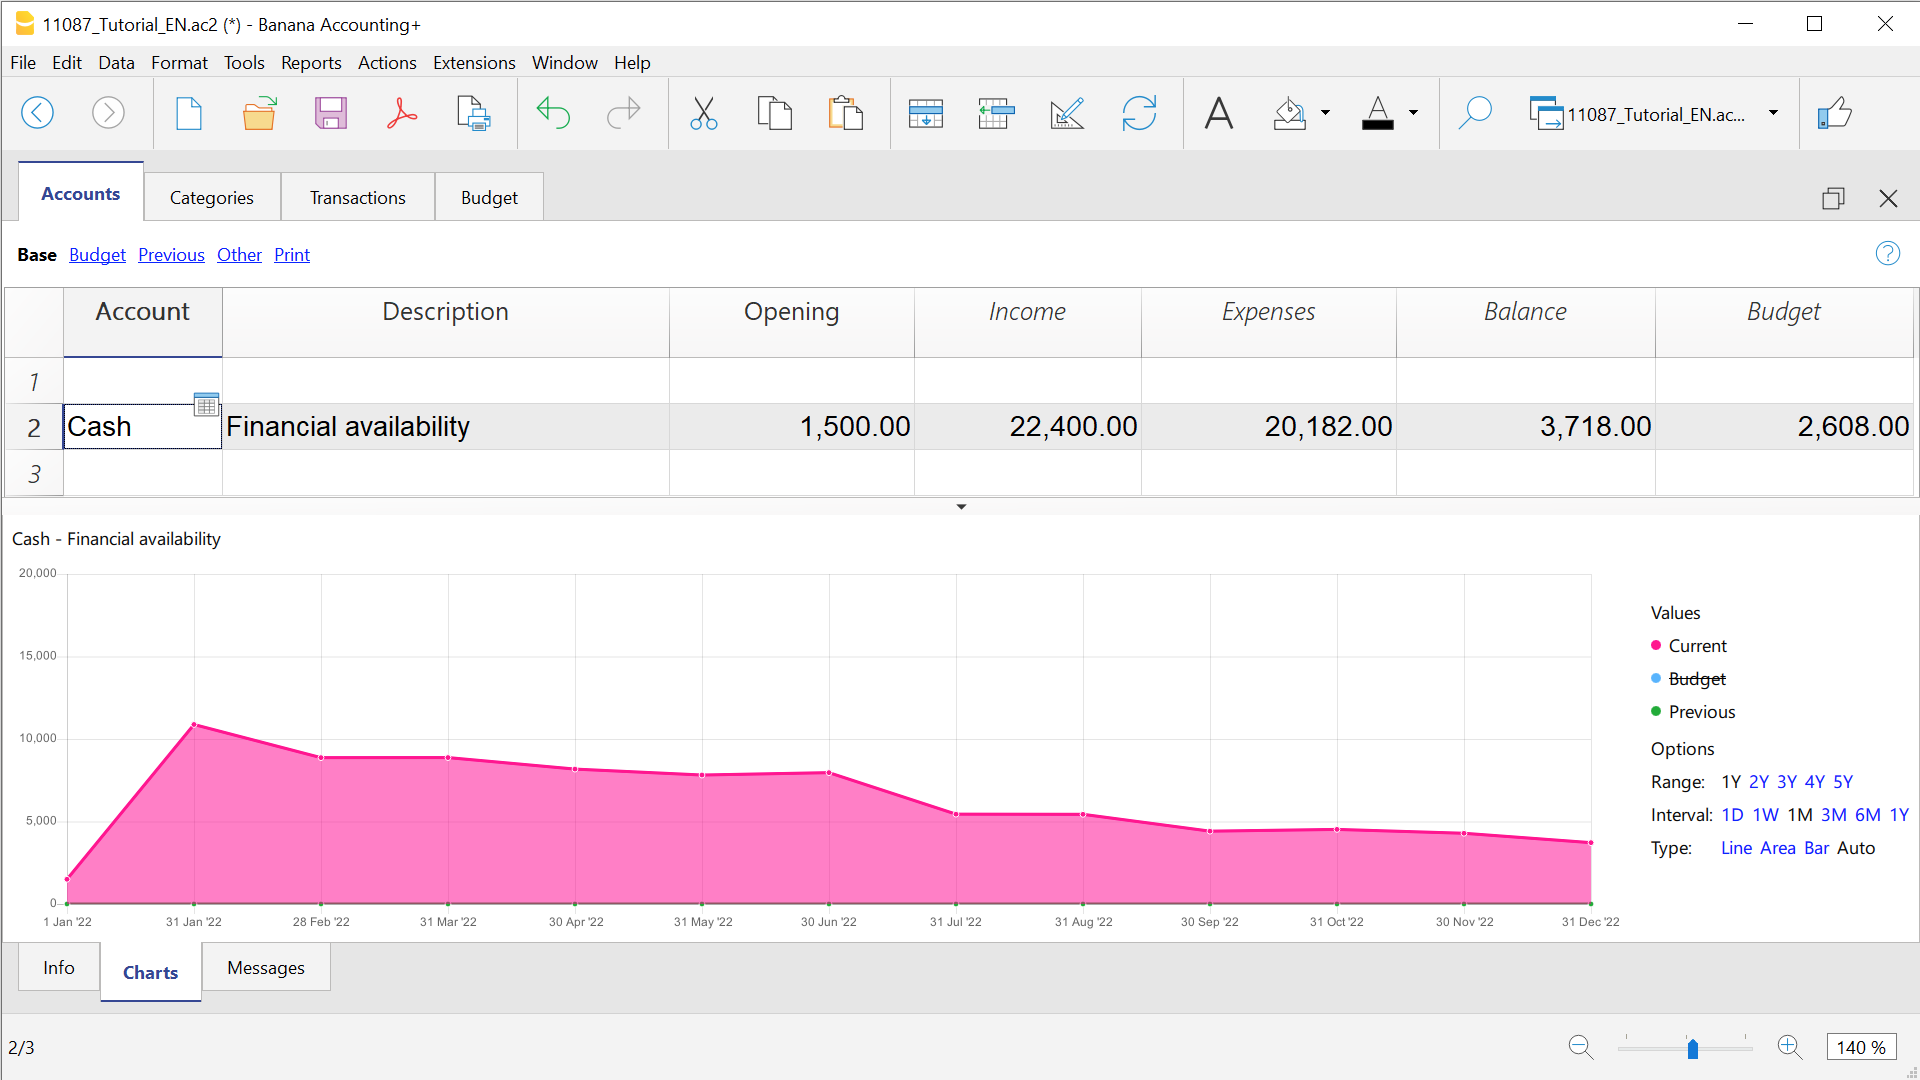 11087_Tutorial_EN.ac2 (*) - Banana Accounting+
File Edit Data Format Tools Reports Actions Extensions Window Help
11087_Tutorial_EN.ac...
Accounts Categories Transactions Budget
Base Budget Previous Other Print
Account Description Opening Income Expenses Balance Budget
1
2 Cash Financial availability 1,500.00 22,400.00 20,182.00 3,718.00 2,608.00
3
Cash - Financial availability
20,000
15,000
10,000
5,000
0
1 Jan '22 31 Jan '22 28 Feb '22 31 Mar '22 30 Apr '22 31 May '22 30 Jun '22 31 Jul '22 31 Aug '22 30 Sep '22 31 Oct '22 30 Nov '22 31 Dec '22
Values
Current
Budget
Previous
Options
Range: 1Y 2Y 3Y 4Y 5Y
Interval: 1D 1W 1M 3M 6M 1Y
Type: Line Area Bar Auto
Info Charts Messages
2/3
140 %